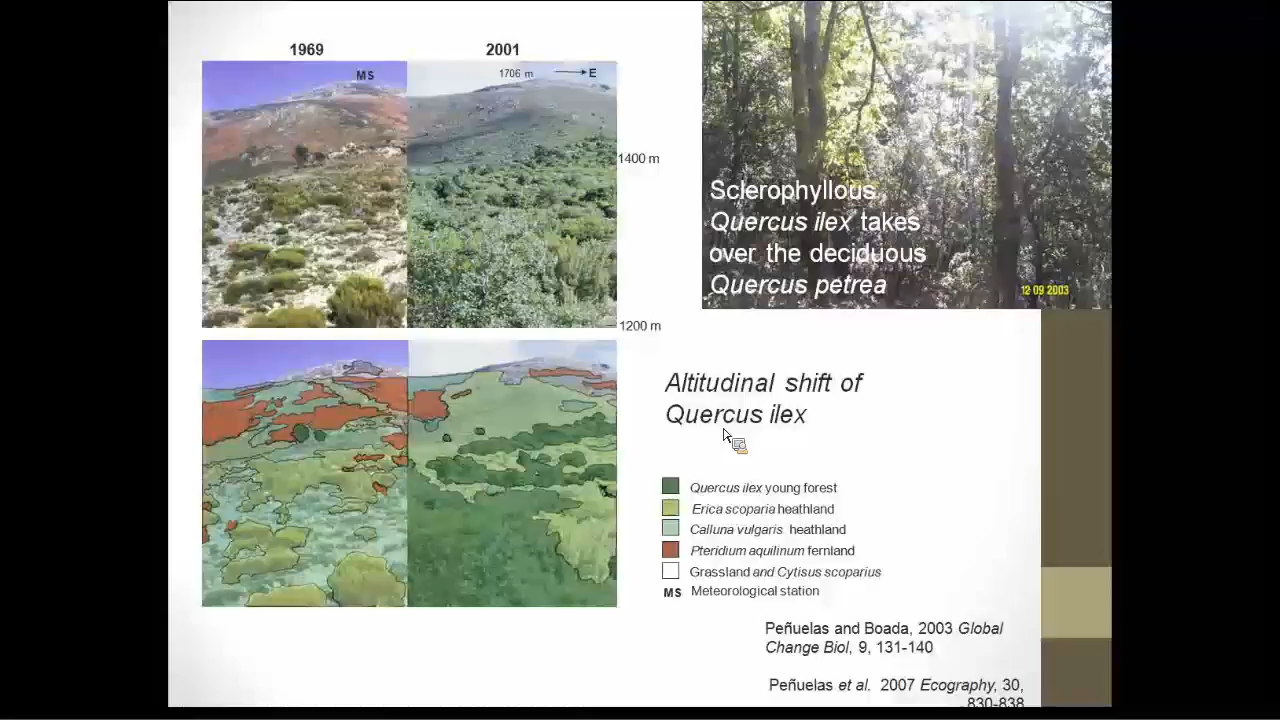 1969
2001
MS
1706 m
E
1400 m
1200 m
Sclerophyllous
Quercus ilex takes
over the deciduous
Quercus petrea
12 09 2003
Altitudinal shift of
Quercus ilex
Quercus ilex young forest
Erica scoparia heathland
Calluna vulgaris heathland
Pteridium aquilinum fernland
Grassland and Cytisus scoparius
MS Meteorological station
Peñuelas and Boada, 2003 Global
Change Biol, 9, 131-140
Peñuelas et al. 2007 Ecography, 30,
830-838